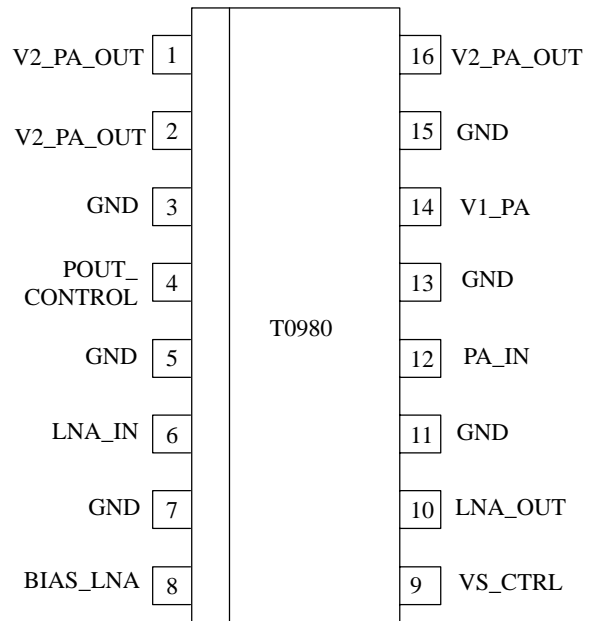 V2_PA_OUT 1 16 V2_PA_OUT
V2_PA_OUT 2 15 GND
GND 3 14 V1_PA
POUT_
CONTROL 4 13 GND
T0980
GND 5 12 PA_IN
LNA_IN 6 11 GND
GND 7 10 LNA_OUT
BIAS_LNA 8 9 VS_CTRL